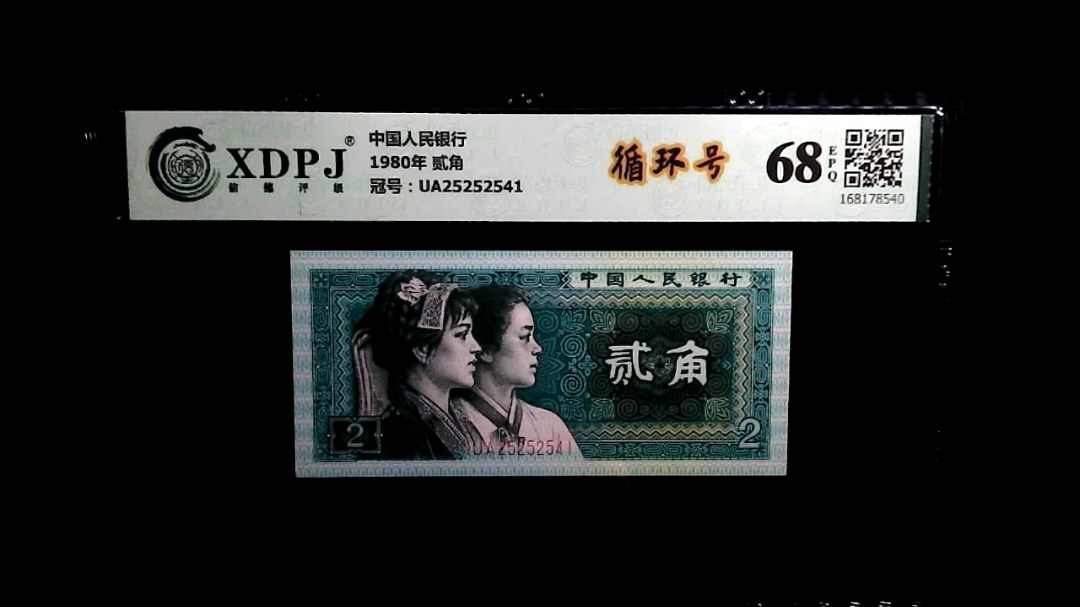 XDPJ®
信德评级
中国人民银行
1980年 贰角
冠号：UA25252541
循环号
68
EPQ
168178540
中国人民银行
贰角
2
UA25252541
2